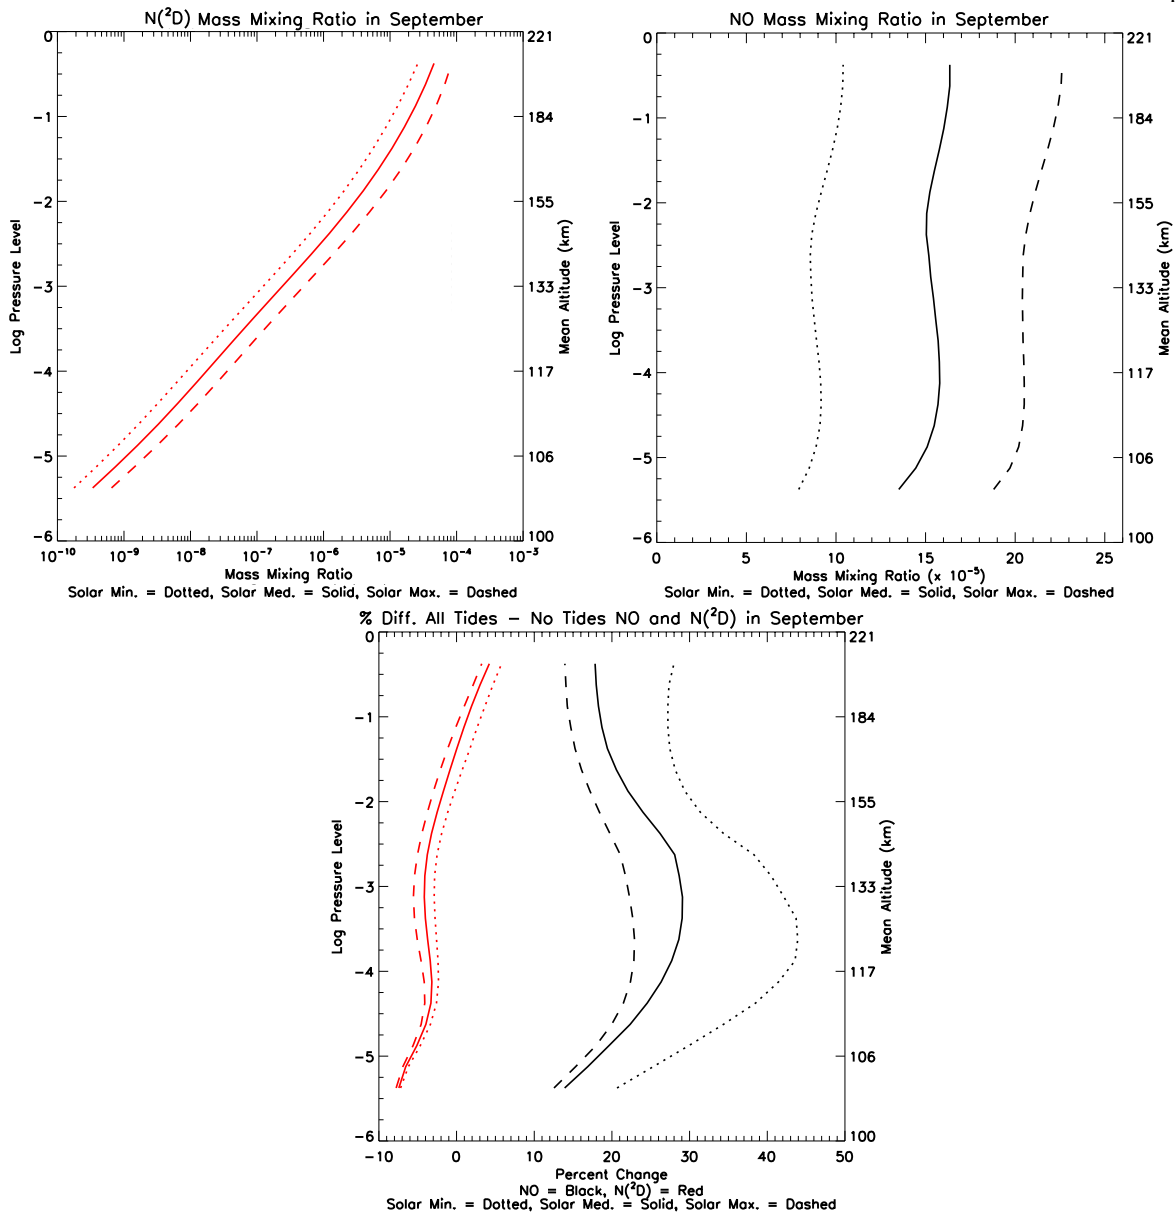 N(²D) Mass Mixing Ratio in September
0
-1
-2
-3
-4
-5
-6
Log Pressure Level
221
184
155
133
117
106
100
Mean Altitude (km)
10⁻¹⁰ 10⁻⁹ 10⁻⁸ 10⁻⁷ 10⁻⁶ 10⁻⁵ 10⁻⁴ 10⁻³
Mass Mixing Ratio
Solar Min. = Dotted, Solar Med. = Solid, Solar Max. = Dashed
NO Mass Mixing Ratio in September
0
-1
-2
-3
-4
-5
-6
Log Pressure Level
221
184
155
133
117
106
100
Mean Altitude (km)
0 5 10 15 20 25
Mass Mixing Ratio (x 10⁻⁵)
Solar Min. = Dotted, Solar Med. = Solid, Solar Max. = Dashed
% Diff. All Tides – No Tides NO and N(²D) in September
0
-1
-2
-3
-4
-5
-6
Log Pressure Level
221
184
155
133
117
106
100
Mean Altitude (km)
-10 0 10 20 30 40 50
Percent Change
NO = Black, N(²D) = Red
Solar Min. = Dotted, Solar Med. = Solid, Solar Max. = Dashed